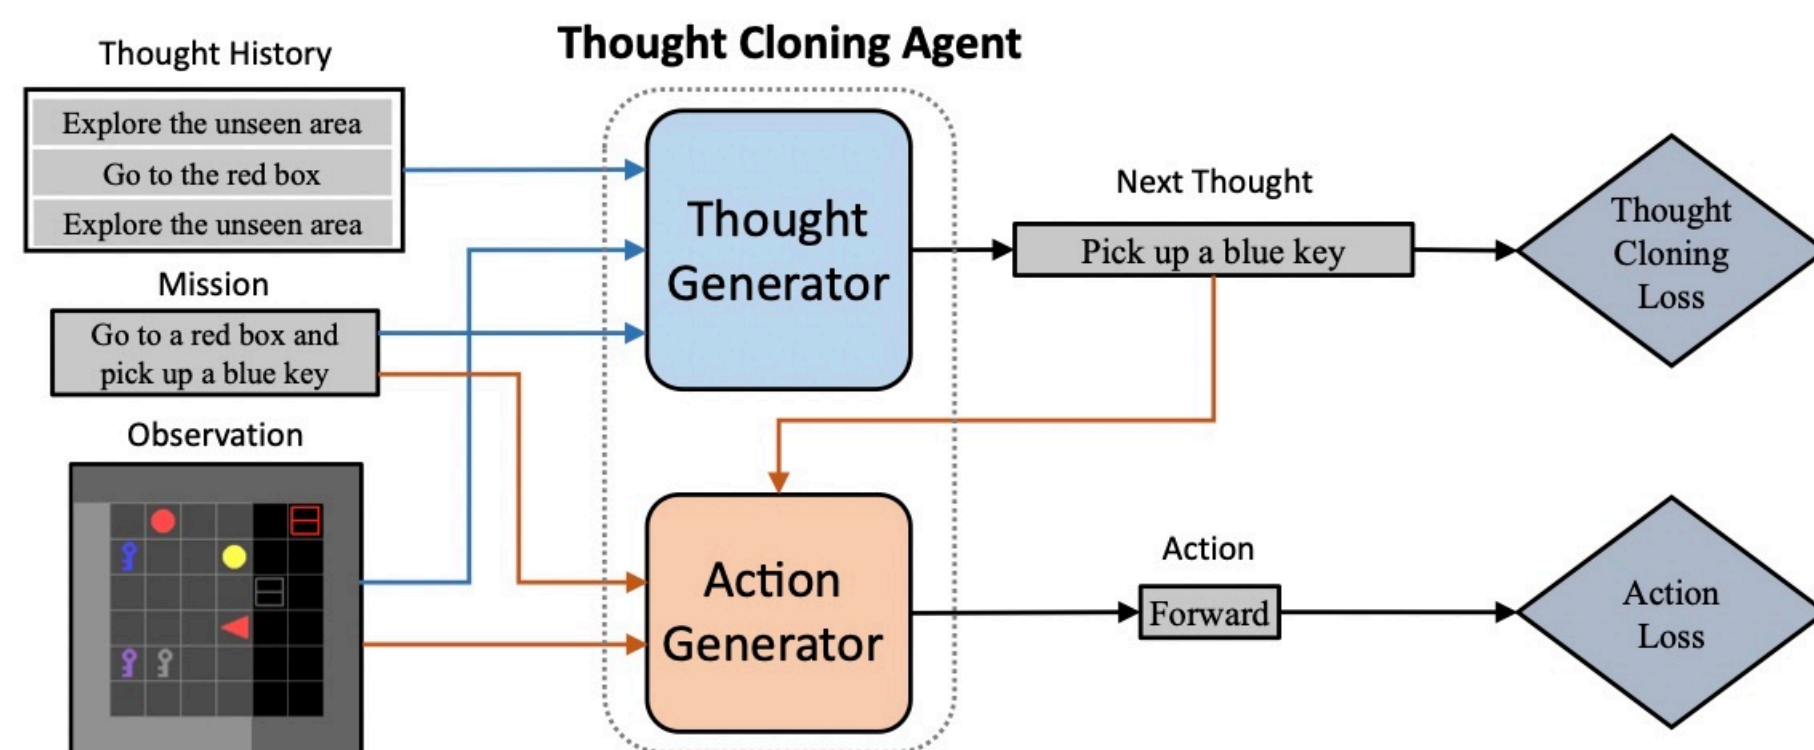 Thought Cloning Agent
Thought History
Explore the unseen area
Go to the red box
Explore the unseen area
Mission
Go to a red box and
pick up a blue key
Observation
Thought
Generator
Next Thought
Pick up a blue key
Thought
Cloning
Loss
Action
Generator
Action
Forward
Action
Loss